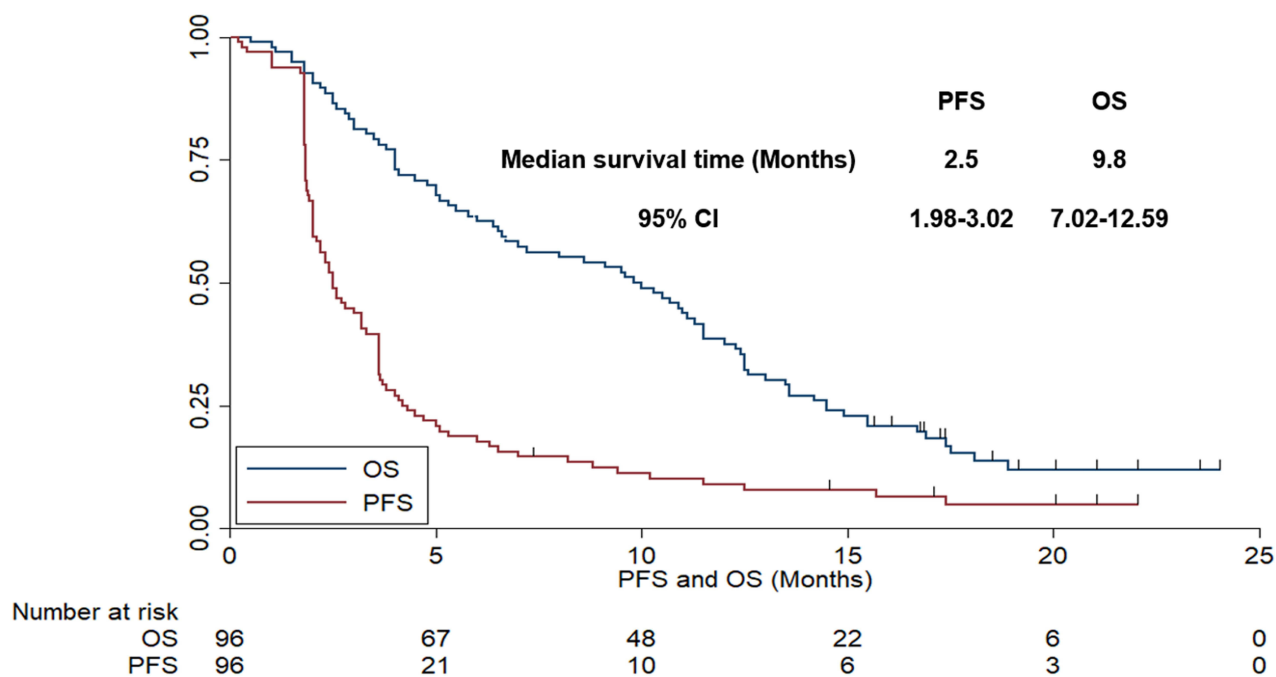 1.00
0.75
0.50
0.25
0.00
PFS OS
Median survival time (Months) 2.5 9.8
95% CI 1.98-3.02 7.02-12.59
OS
PFS
0 5 10 15 20 25
PFS and OS (Months)
Number at risk
OS 96 67 48 22 6 0
PFS 96 21 10 6 3 0